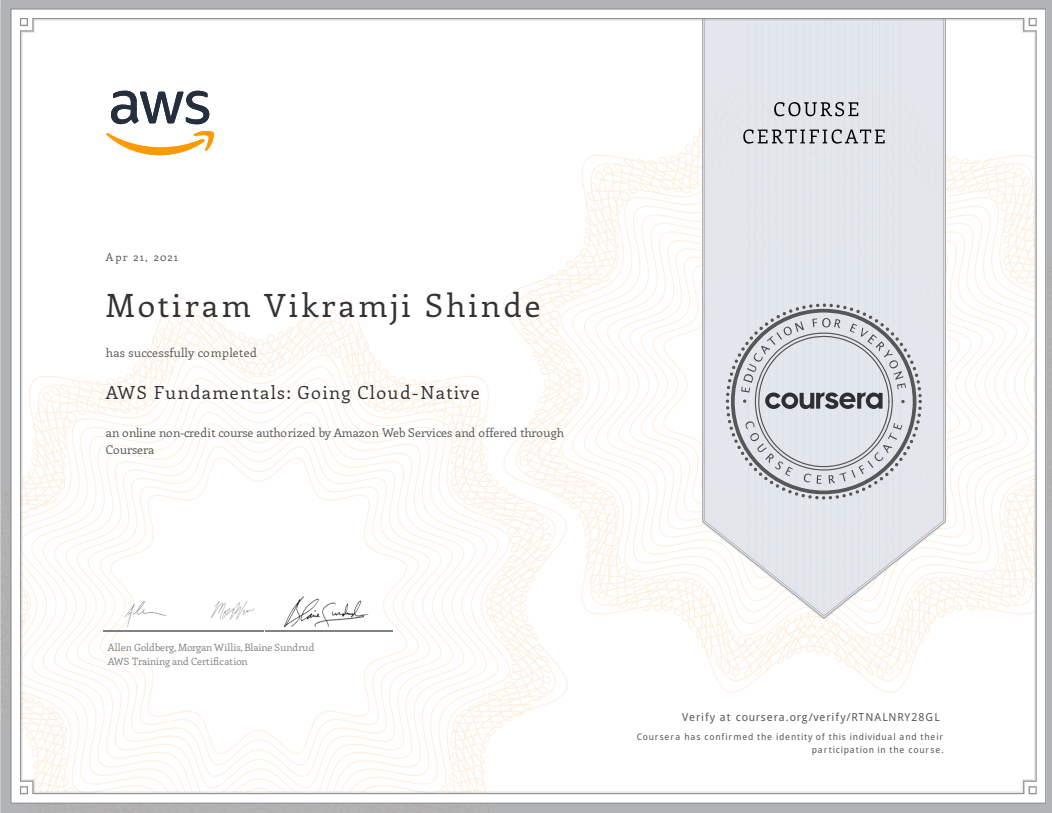 aws
COURSE
CERTIFICATE
Apr 21, 2021
Motiram Vikramji Shinde
has successfully completed
AWS Fundamentals: Going Cloud-Native
an online non-credit course authorized by Amazon Web Services and offered through
Coursera
EDUCATION FOR EVERYONE
coursera
COURSE CERTIFICATE
Allen Goldberg, Morgan Willis, Blaine Sundrud
AWS Training and Certification
Verify at coursera.org/verify/RTNALNRY28GL
Coursera has confirmed the identity of this individual and their
participation in the course.